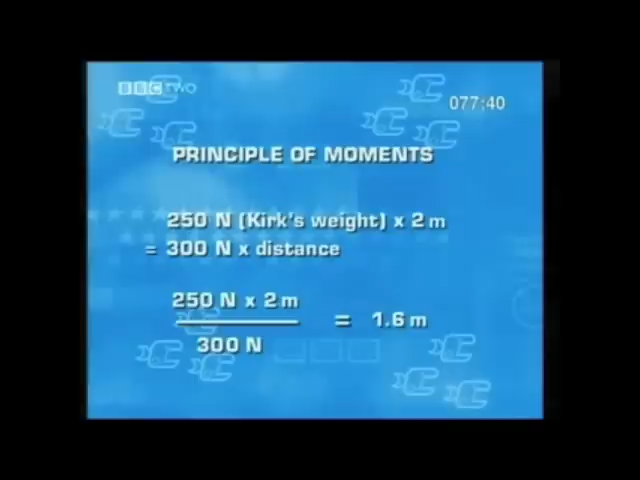 BBC TWO
077:40
PRINCIPLE OF MOMENTS
250 N (Kirk's weight) x 2 m
= 300 N x distance
250 N x 2 m
300 N
= 1.6 m